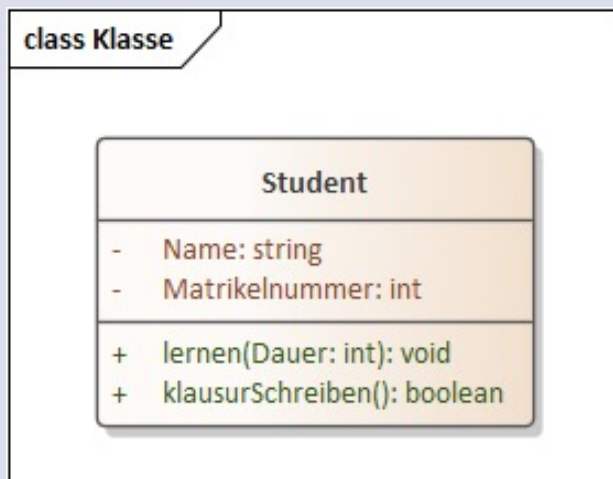 class Klasse
Student
- Name: string
- Matrikelnummer: int
+ lernen(Dauer: int): void
+ klausurSchreiben(): boolean